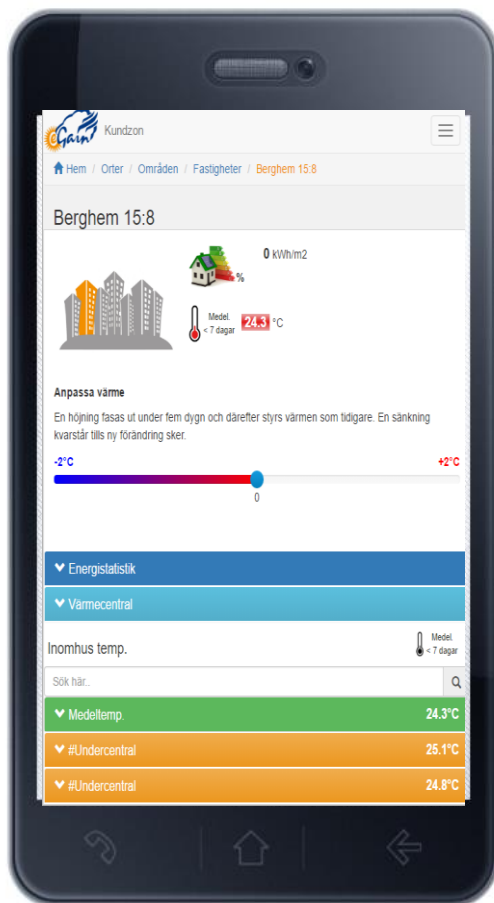 eGain Kundzon
Hem / Orter / Områden / Fastigheter / Berghem 15:8
Berghem 15:8
0 kWh/m2
%
Medel.
< 7 dagar 24.3 °C
Anpassa värme
En höjning fasas ut under fem dygn och därefter styrs värmen som tidigare. En sänkning
kvarstår tills ny förändring sker.
-2°C +2°C
0
Energistatistik
Värmecentral
Inomhus temp. Medel.
< 7 dagar
Sök här..
Medeltemp. 24.3°C
#Undercentral 25.1°C
#Undercentral 24.8°C